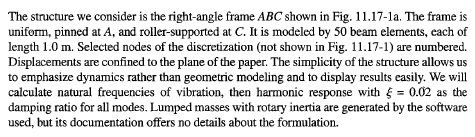 The structure we consider is the right-angle frame ABC shown in Fig. 11.17-1a. The frame is
uniform, pinned at A, and roller-supported at C. It is modeled by 50 beam elements, each of
length 1.0 m. Selected nodes of the discretization (not shown in Fig. 11.17-1) are numbered.
Displacements are confined to the plane of the paper. The simplicity of the structure allows us
to emphasize dynamics rather than geometric modeling and to display results easily. We will
calculate natural frequencies of vibration, then harmonic response with ξ = 0.02 as the
damping ratio for all modes. Lumped masses with rotary inertia are generated by the software
used, but its documentation offers no details about the formulation.